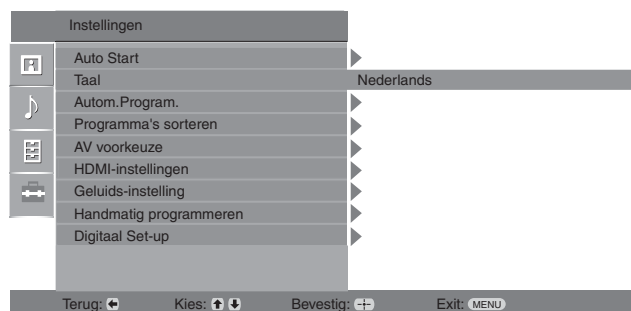 Instellingen
Auto Start
Taal Nederlands
Autom.Program.
Programma's sorteren
AV voorkeuze
HDMI-instellingen
Geluids-instelling
Handmatig programmeren
Digitaal Set-up
Terug: Kies: Bevestig: Exit: MENU